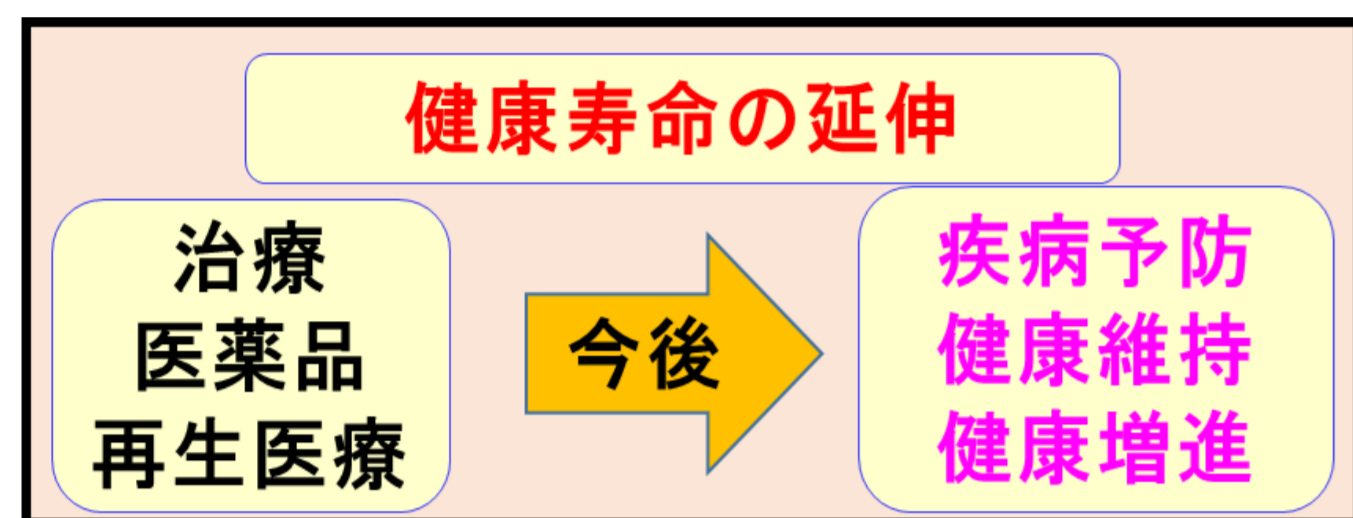 健康寿命の延伸
治療
医薬品
再生医療
今後
疾病予防
健康維持
健康増進